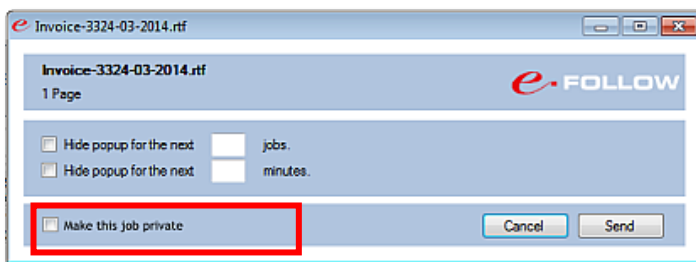 e Invoice-3324-03-2014.rtf
Invoice-3324-03-2014.rtf
1 Page
e-FOLLOW
Hide popup for the next jobs.
Hide popup for the next minutes.
Make this job private
Cancel Send